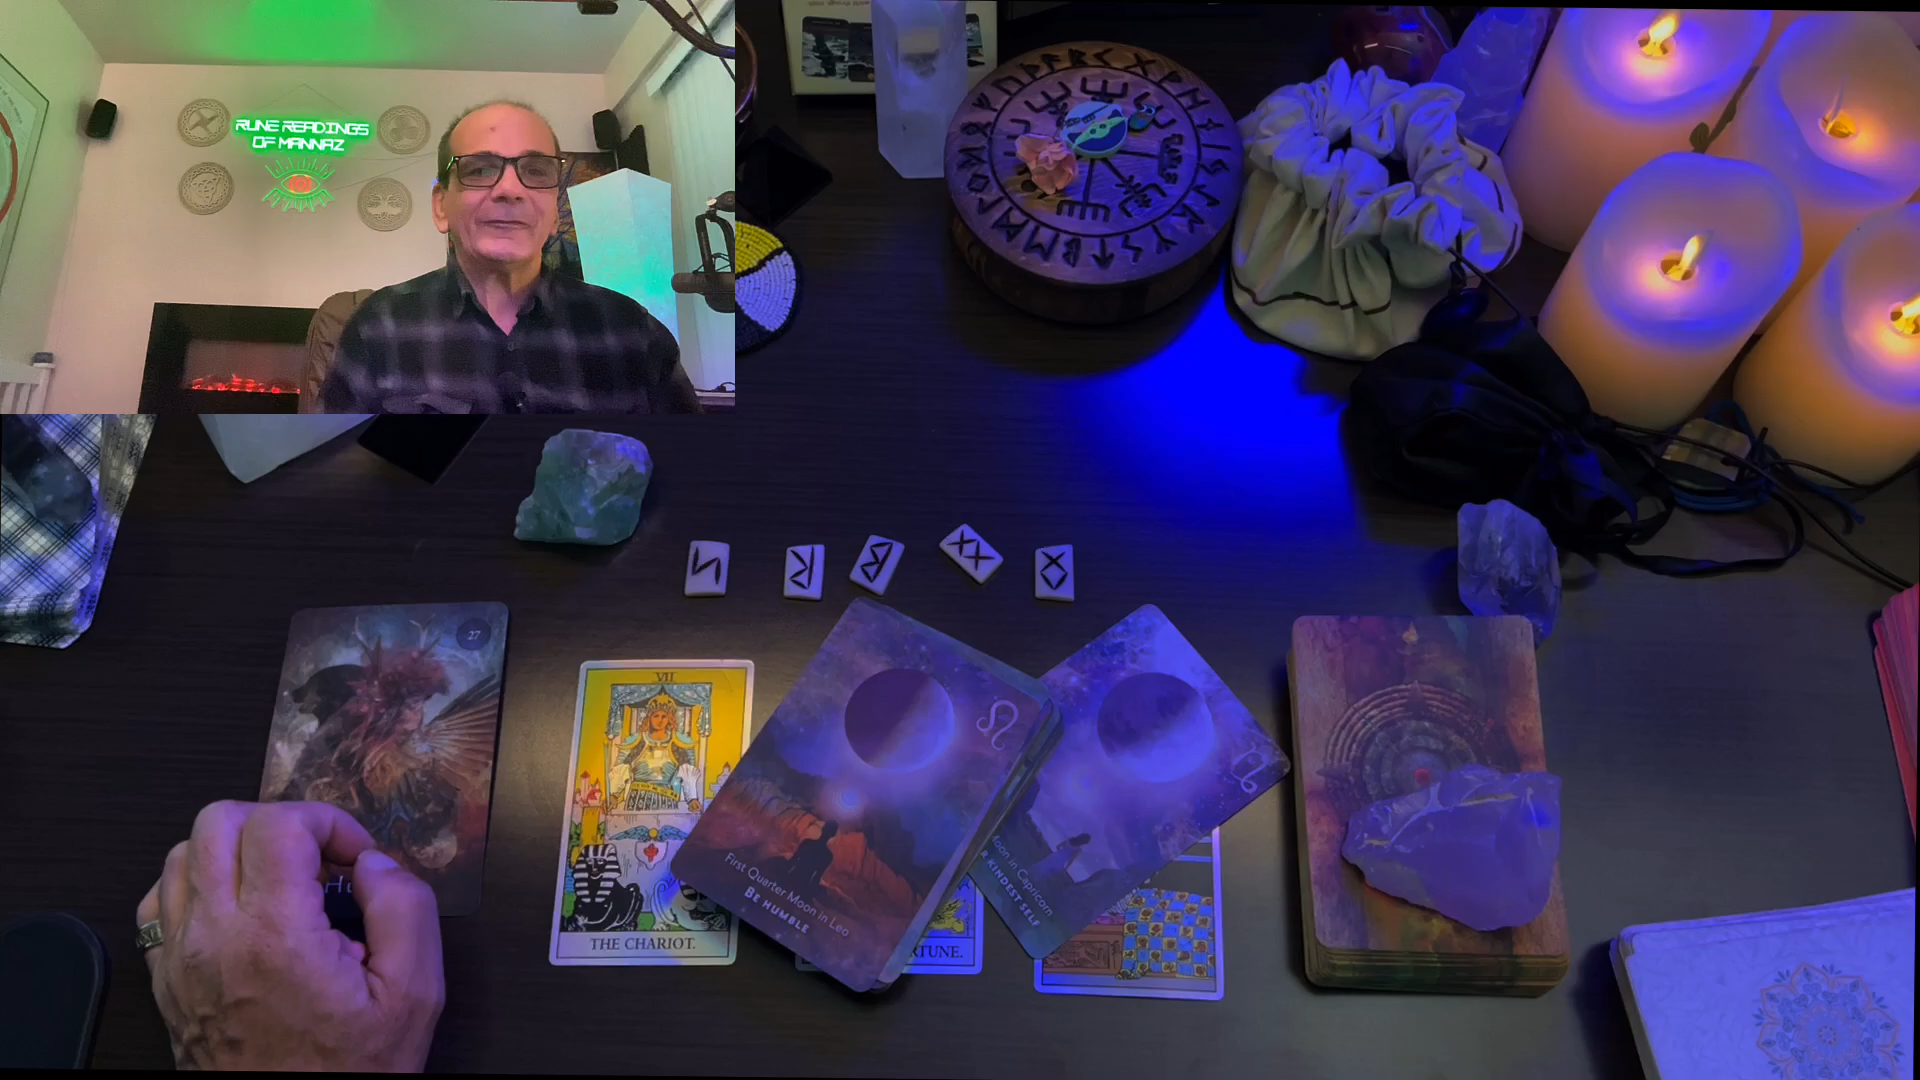 RUNE READINGS
OF MANNAZ
27
VII
THE CHARIOT.
First Quarter Moon in Leo
BE HUMBLE
Moon in Capricorn
KINDEST SELF
RTUNE.